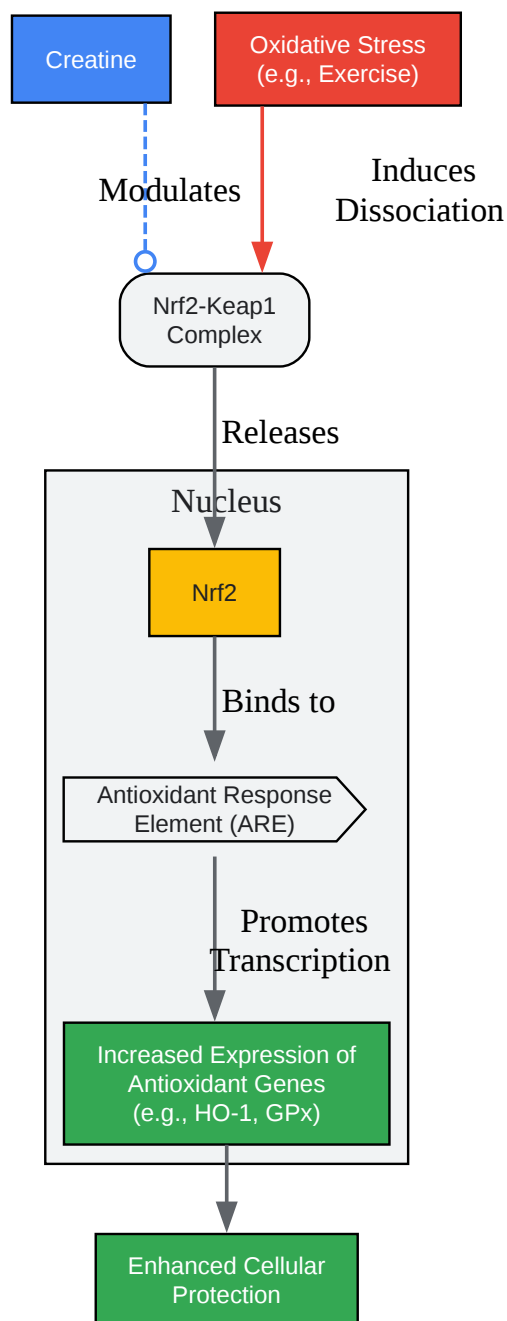 Creatine
Oxidative Stress
(e.g., Exercise)
Modulates
Induces
Dissociation
Nrf2-Keap1
Complex
Releases
Nucleus
Nrf2
Binds to
Antioxidant Response
Element (ARE)
Promotes
Transcription
Increased Expression of
Antioxidant Genes
(e.g., HO-1, GPx)
Enhanced Cellular
Protection